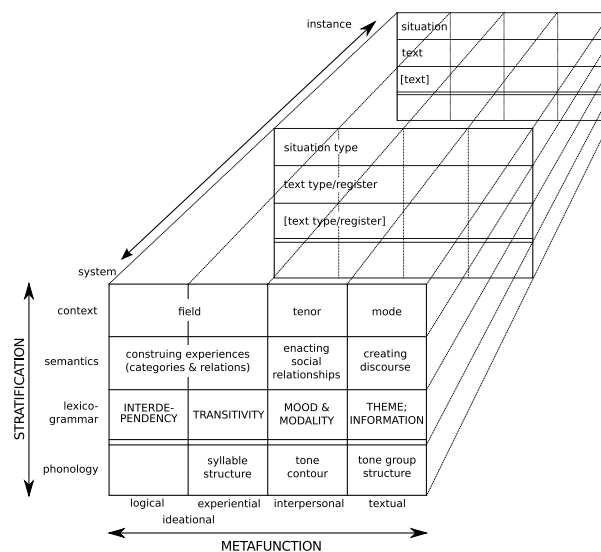 instance
situation
text
[text]
situation type
text type/register
[text type/register]
system
context
field
tenor
mode
semantics
construing experiences
(categories & relations)
enacting
social
relationships
creating
discourse
lexico-
grammar
INTERDE-
PENDENCY
TRANSITIVITY
MOOD &
MODALITY
THEME;
INFORMATION
phonology
syllable
structure
tone
contour
tone group
structure
STRATIFICATION
logical
experiential
interpersonal
textual
ideational
METAFUNCTION